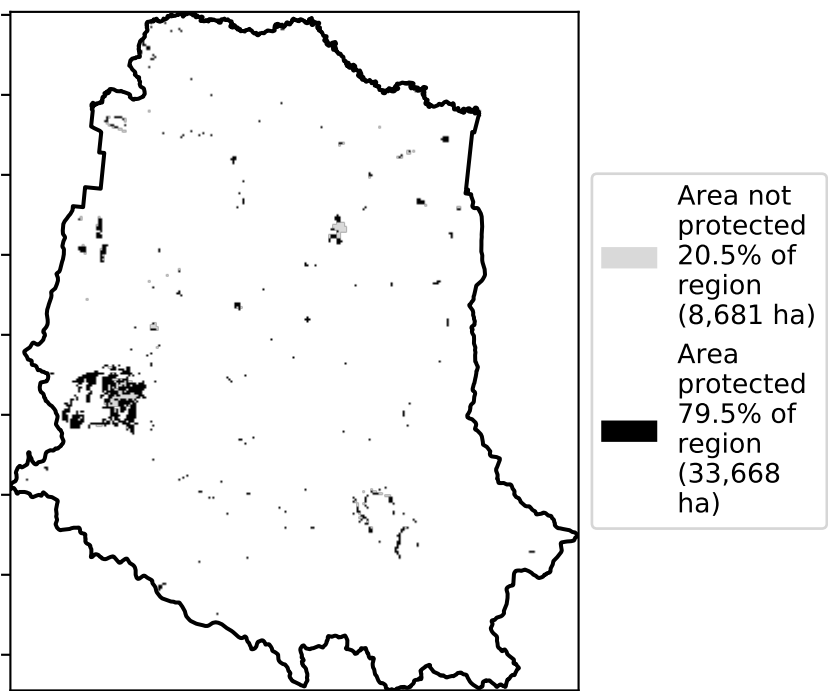 Area not
protected
20.5% of
region
(8,681 ha)
Area
protected
79.5% of
region
(33,668
ha)